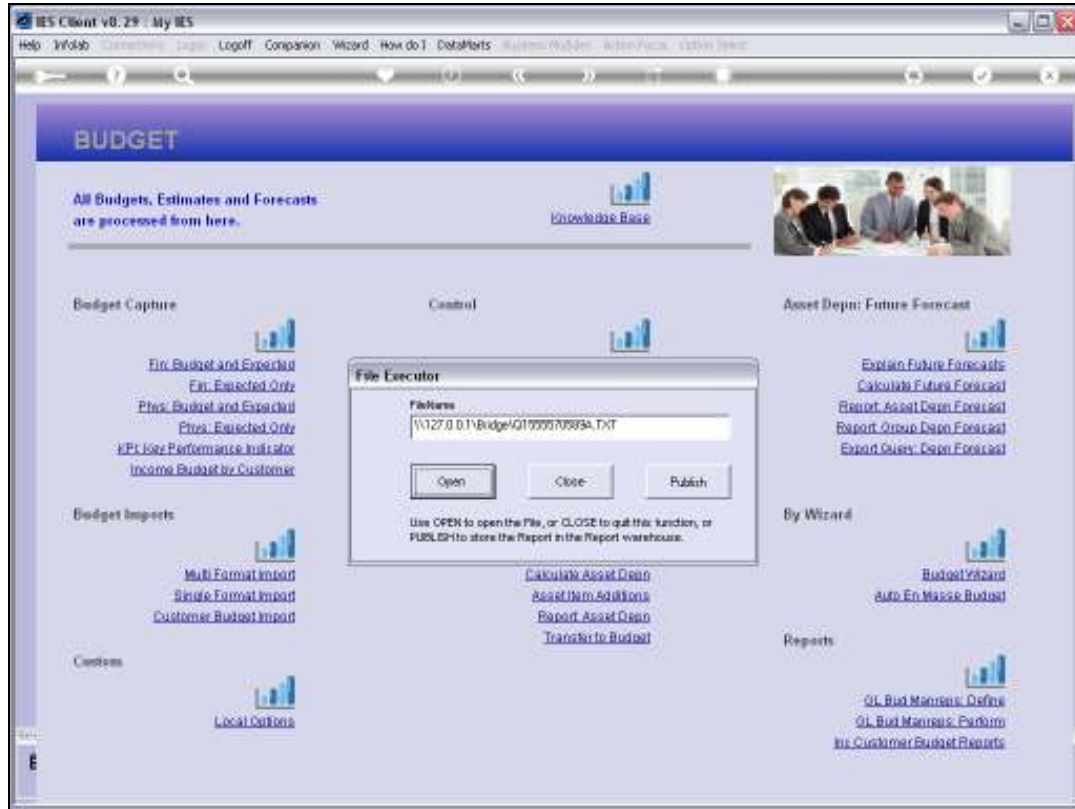 IES Client v8.29 : My IES
Help Infolab Logoff Companion Wizard How do I DataMarts
BUDGET
All Budgets, Estimates and Forecasts
are processed from here.
Knowledge Base
Budget Capture
Fin: Budget and Expected
Fin: Expected Only
Phys: Budget and Expected
Phys: Expected Only
KPI: Key Performance Indicator
Income Budget by Customer
Budget Imports
Multi Format Import
Single Format Import
Customer Budget Import
Custom
Local Options
Control
File Executor
FileName
Open
Close
Publish
Use OPEN to open the File, or CLOSE to quit this function, or
PUBLISH to store the Report in the Report warehouse.
Calculate Asset Depn
Asset Item Additions
Report Asset Depn
Transfer to Budget
Asset Depn: Future Forecast
Explain Future Forecasts
Calculate Future Forecast
Report: Asset Depn Forecast
Report: Group Depn Forecast
Export Query: Depn Forecast
By Wizard
Budget Wizard
Auto En Masse Budget
Reports
GL Bud Manreps: Define
GL Bud Manreps: Perform
Inc Customer Budget Reports